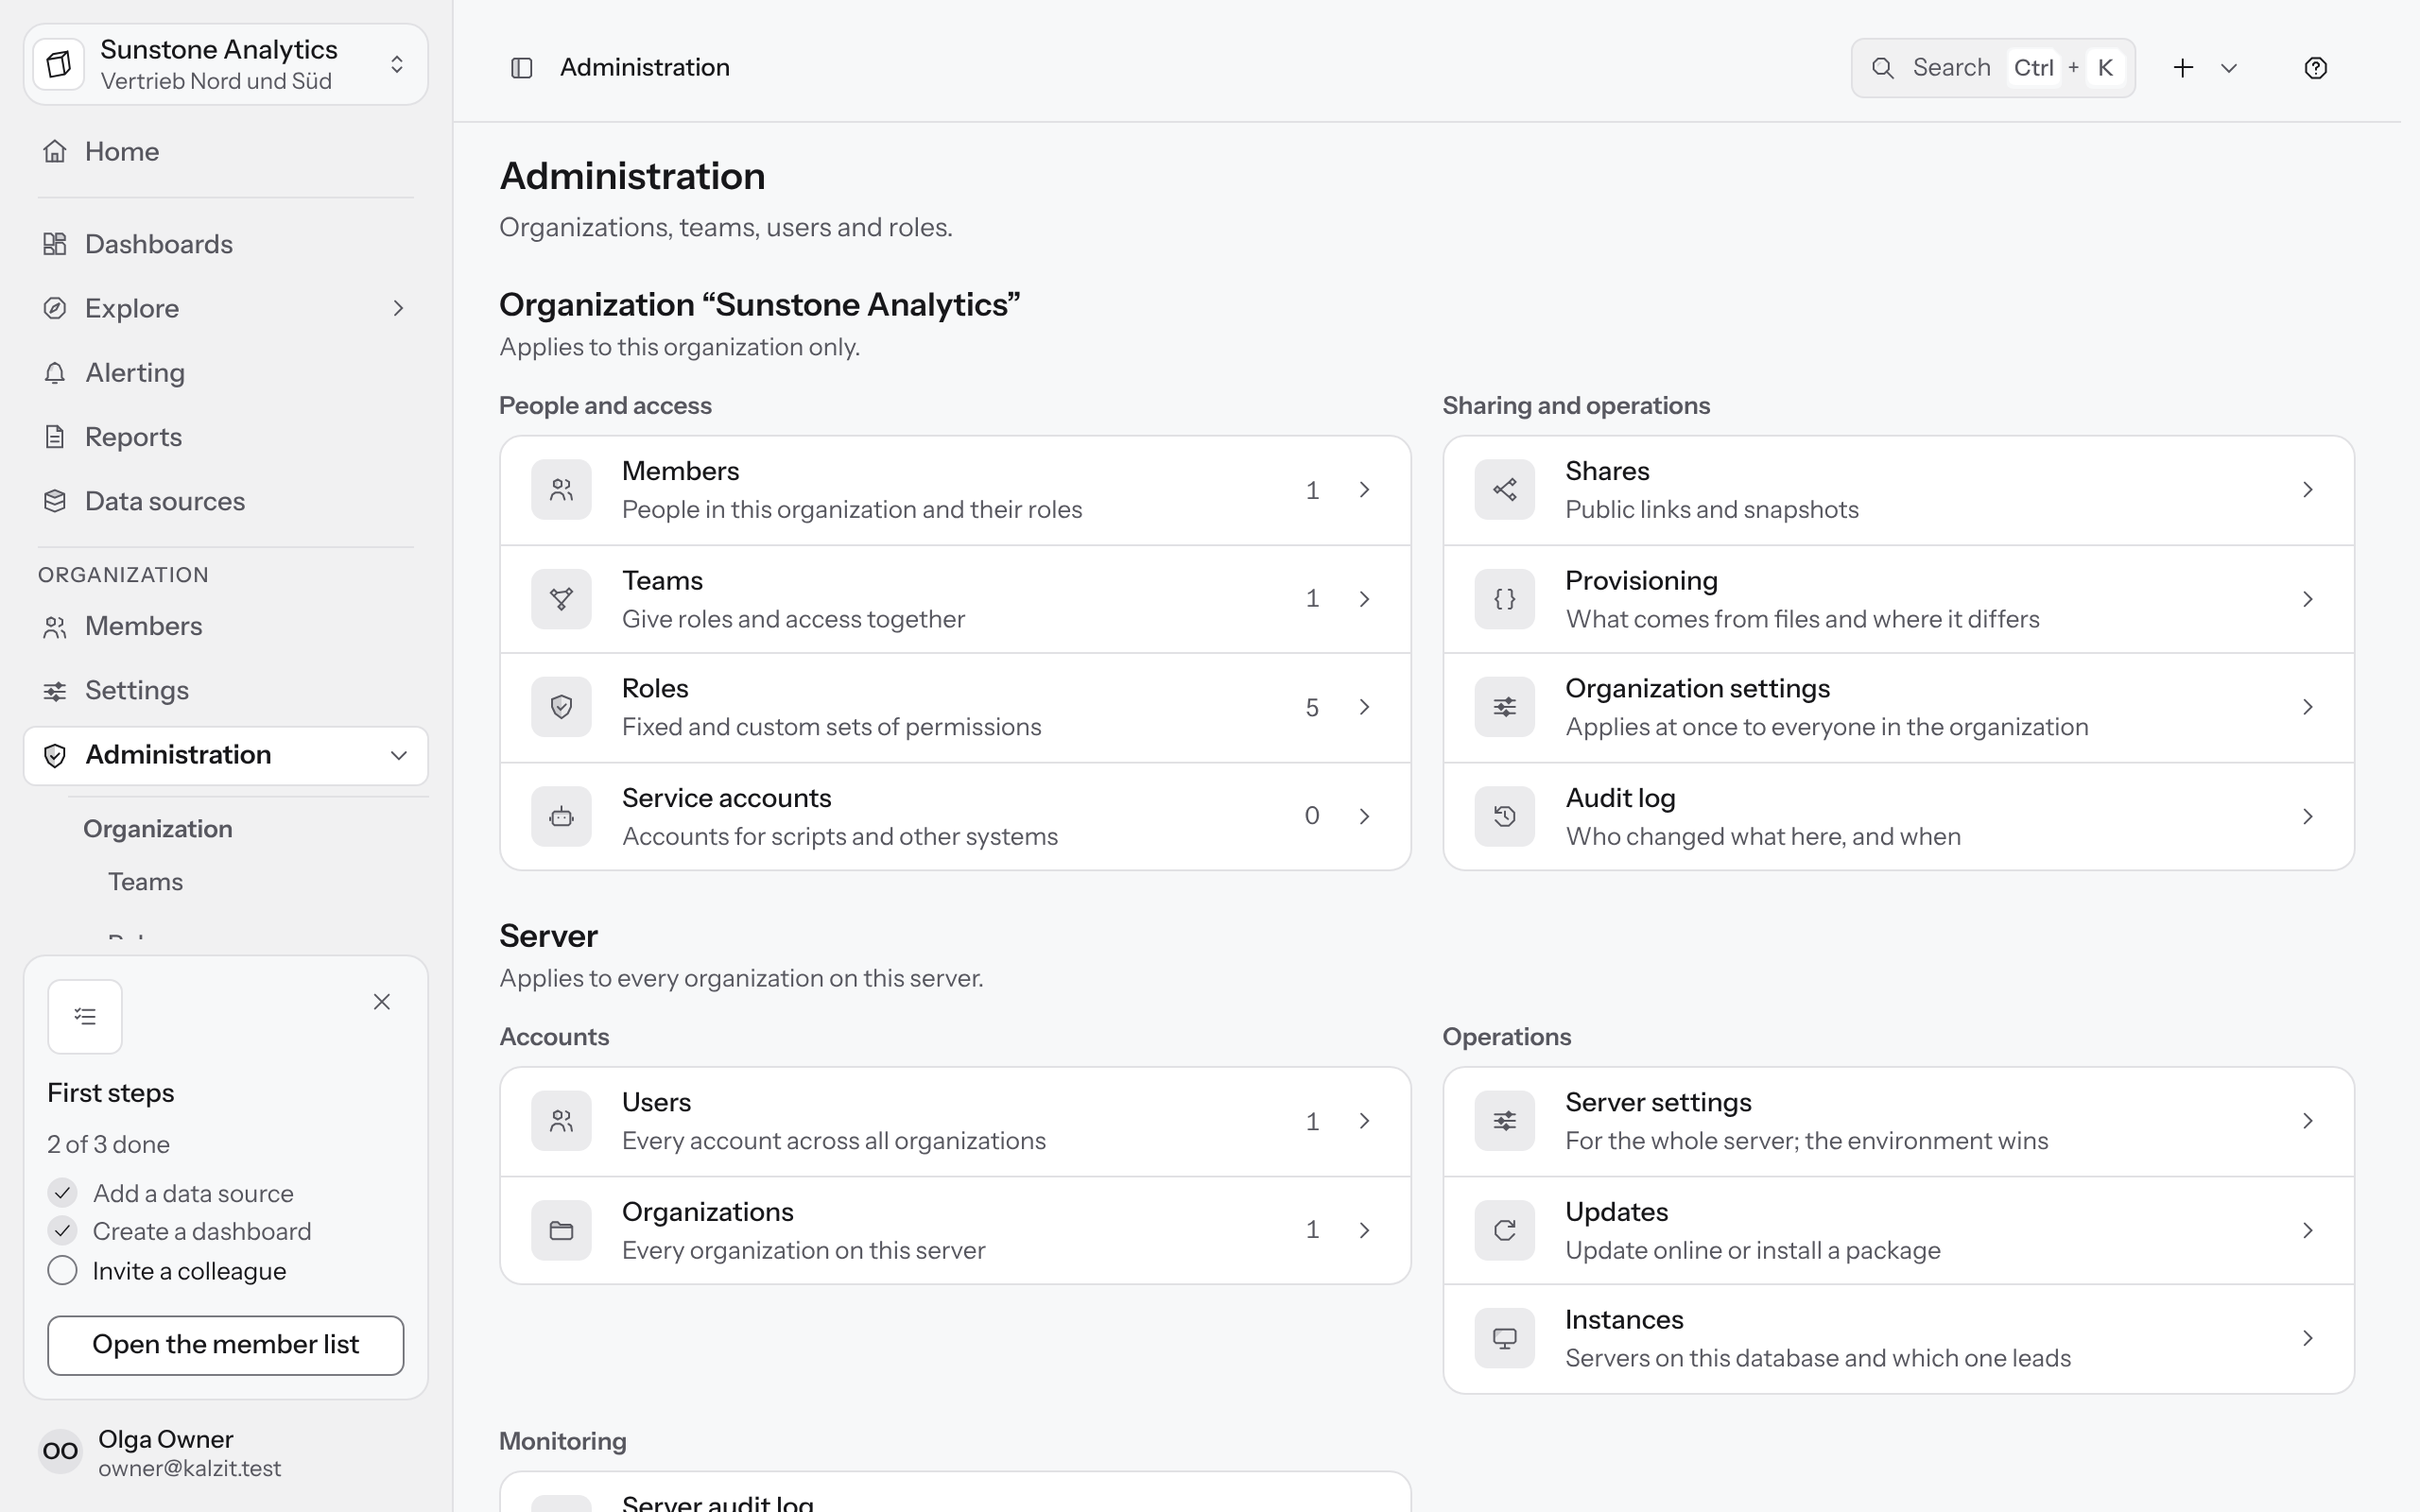 Sunstone Analytics
Vertrieb Nord und Süd
Home
Dashboards
Explore
Alerting
Reports
Data sources
ORGANIZATION
Members
Settings
Administration
Organization
Teams
First steps
2 of 3 done
Add a data source
Create a dashboard
Invite a colleague
Open the member list
OO
Olga Owner
owner@kalzit.test
Administration
Search Ctrl + K
Administration
Organizations, teams, users and roles.
Organization “Sunstone Analytics”
Applies to this organization only.
People and access
Members
People in this organization and their roles
1
Teams
Give roles and access together
1
Roles
Fixed and custom sets of permissions
5
Service accounts
Accounts for scripts and other systems
0
Sharing and operations
Shares
Public links and snapshots
Provisioning
What comes from files and where it differs
Organization settings
Applies at once to everyone in the organization
Audit log
Who changed what here, and when
Server
Applies to every organization on this server.
Accounts
Users
Every account across all organizations
1
Organizations
Every organization on this server
1
Operations
Server settings
For the whole server; the environment wins
Updates
Update online or install a package
Instances
Servers on this database and which one leads
Monitoring
Server audit log